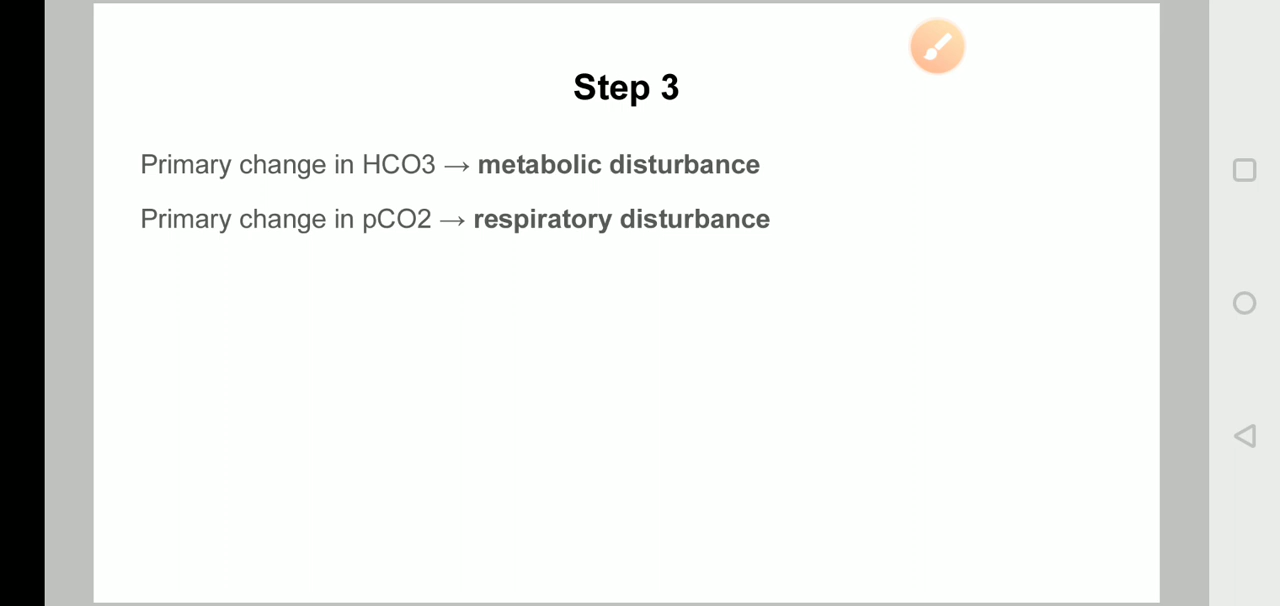 Step 3
Primary change in HCO3 → metabolic disturbance
Primary change in pCO2 → respiratory disturbance